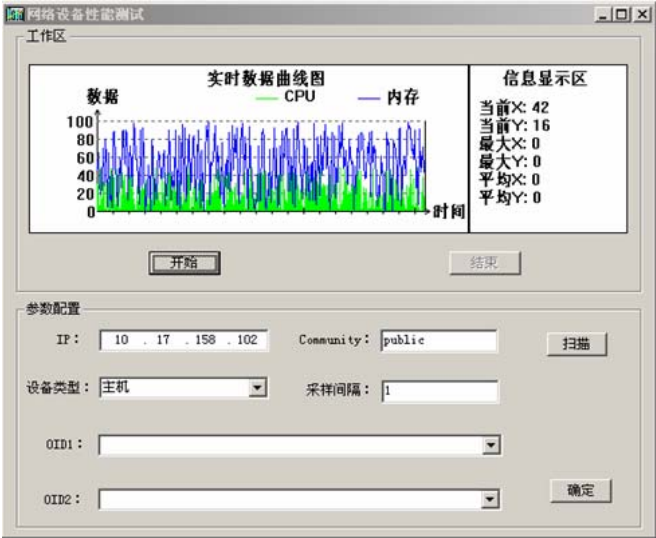 网络设备性能测试
工作区
实时数据曲线图
数据
CPU
内存
100
80
60
40
20
0
时间
信息显示区
当前X: 42
当前Y: 16
最大X: 0
最大Y: 0
平均X: 0
平均Y: 0
开始
结束
参数配置
IP: 10 . 17 . 158 . 102
Community: public
扫描
设备类型: 主机
采样间隔: 1
OID1:
OID2:
确定